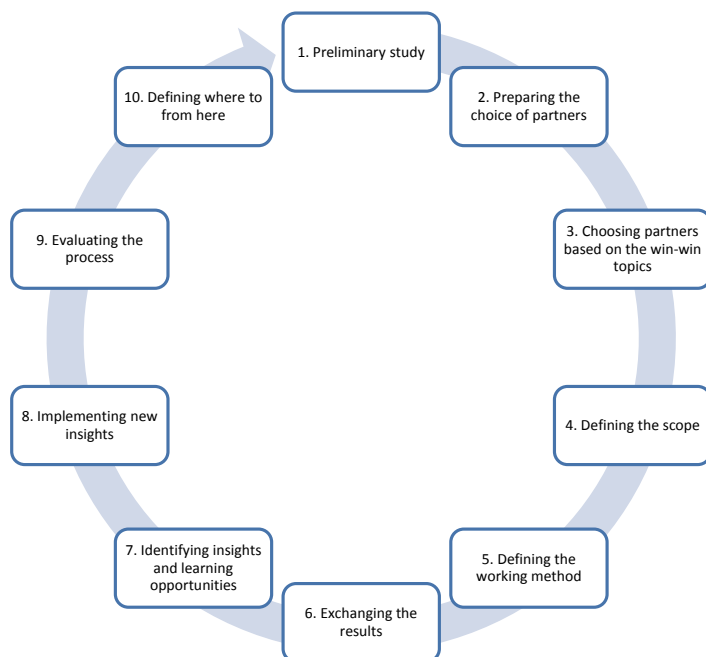 1. Preliminary study
2. Preparing the
choice of partners
3. Choosing partners
based on the win-win
topics
4. Defining the scope
5. Defining the
working method
6. Exchanging the
results
7. Identifying insights
and learning
opportunities
8. Implementing new
insights
9. Evaluating the
process
10. Defining where to
from here